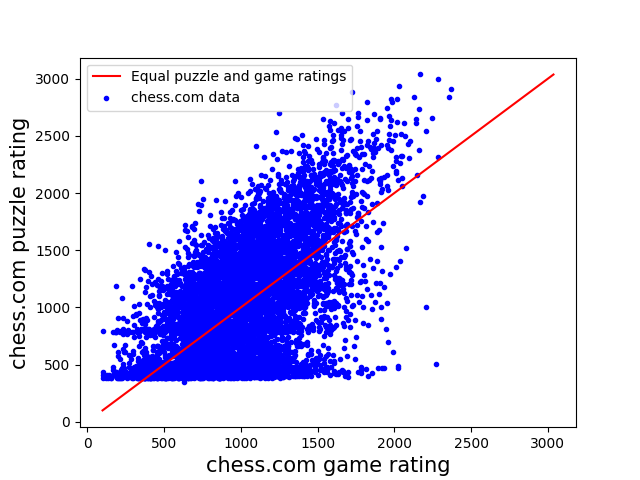 Equal puzzle and game ratings
chess.com data
chess.com puzzle rating
3000
2500
2000
1500
1000
500
0
0 500 1000 1500 2000 2500 3000
chess.com game rating